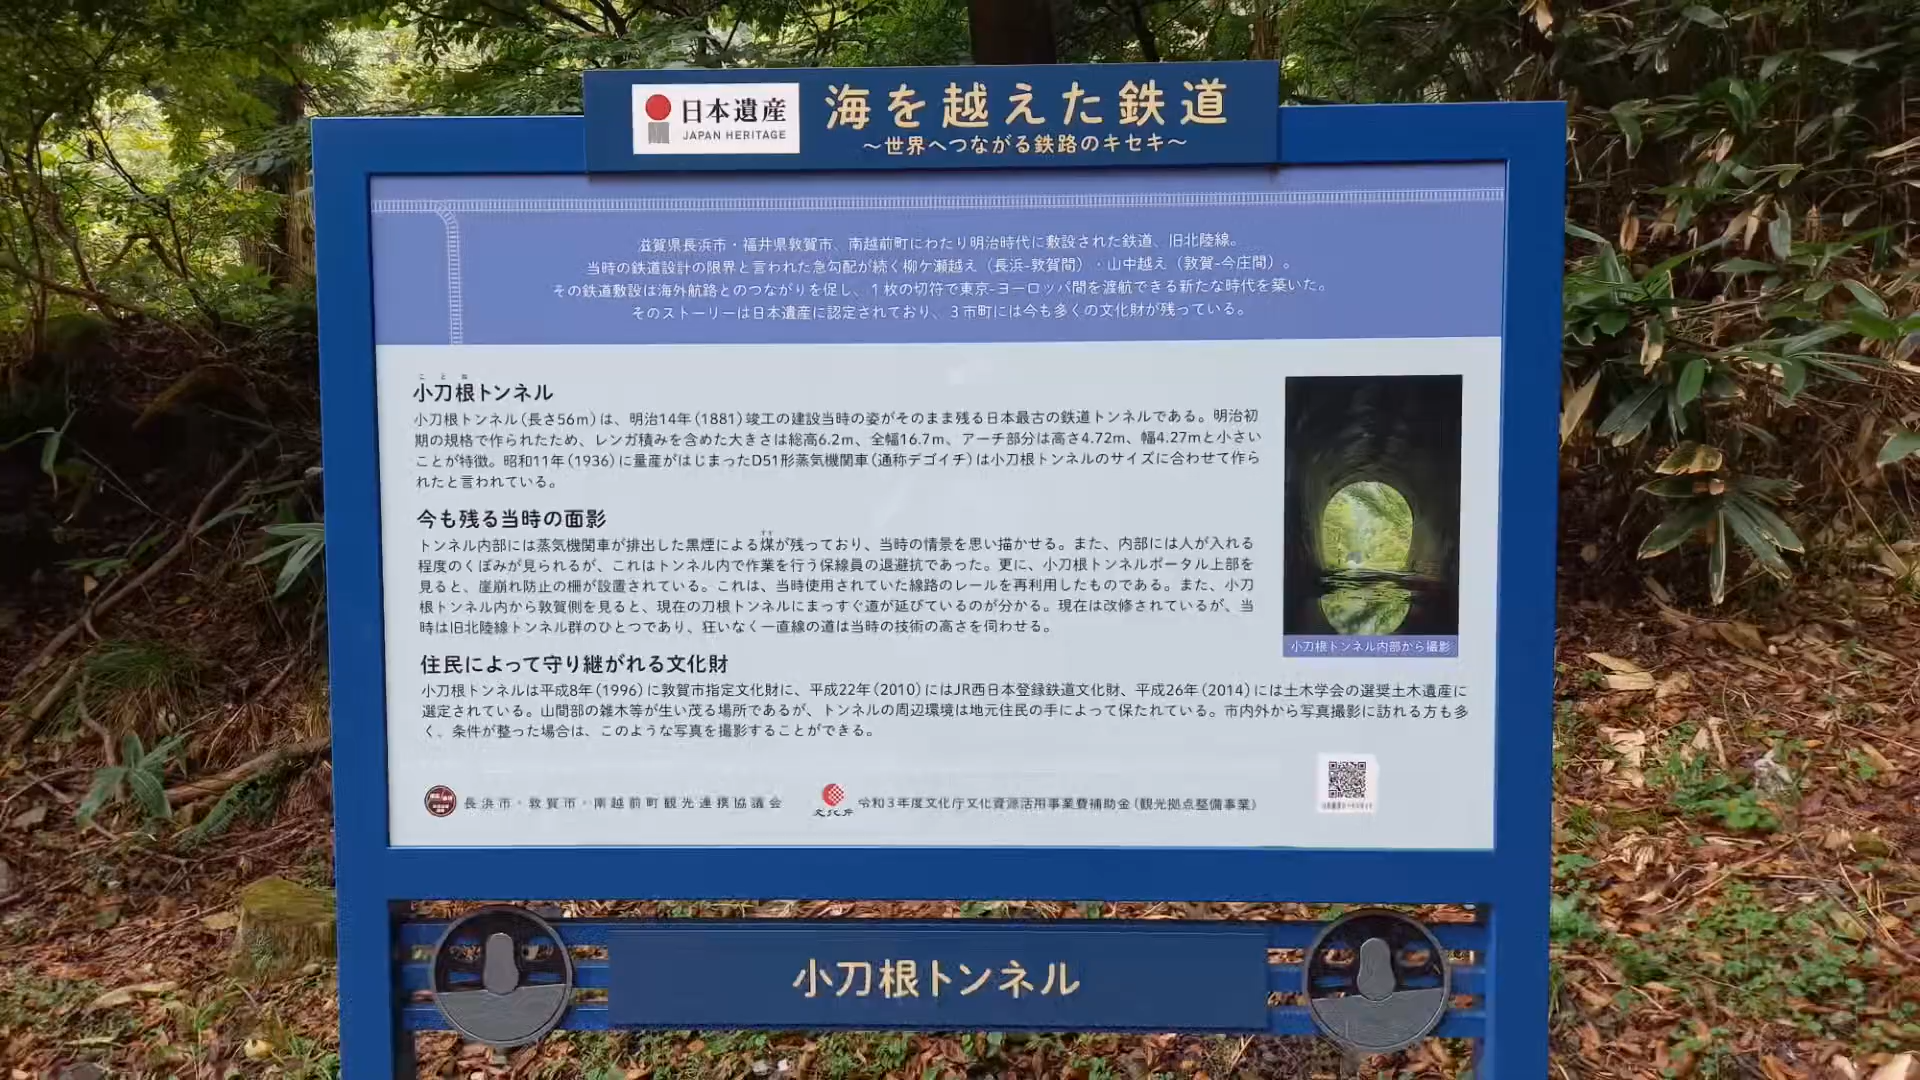 日本遺産
JAPAN HERITAGE
海を越えた鉄道
～世界へつながる鉄路のキセキ～
滋賀県長浜市・福井県敦賀市、南越前町にわたり明治時代に敷設された鉄道、旧北陸線。
当時の鉄道設計の限界と言われた急勾配が続く柳ケ瀬越え（長浜-敦賀間）・山中越え（敦賀-今庄間）。
その鉄道敷設は海外航路とのつながりを促し、１枚の切符で東京-ヨーロッパ間を渡航できる新たな時代を築いた。
そのストーリーは日本遺産に認定されており、３市町には今も多くの文化財が残っている。
ことね
小刀根トンネル
小刀根トンネル（長さ56m）は、明治14年（1881）竣工の建設当時の姿がそのまま残る日本最古の鉄道トンネルである。明治初
期の規格で作られたため、レンガ積みを含めた大きさは総高6.2m、全幅16.7m、アーチ部分は高さ4.72m、幅4.27mと小さい
ことが特徴。昭和11年（1936）に量産がはじまったD51形蒸気機関車（通称デゴイチ）は小刀根トンネルのサイズに合わせて作ら
れたと言われている。
今も残る当時の面影
すす
トンネル内部には蒸気機関車が排出した黒煙による煤が残っており、当時の情景を思い描かせる。また、内部には人が入れる
程度のくぼみが見られるが、これはトンネル内で作業を行う保線員の退避抗であった。更に、小刀根トンネルポータル上部を
見ると、崖崩れ防止の柵が設置されている。これは、当時使用されていた線路のレールを再利用したものである。また、小刀
根トンネル内から敦賀側を見ると、現在の刀根トンネルにまっすぐ道が延びているのが分かる。現在は改修されているが、当
時は旧北陸線トンネル群のひとつであり、狂いなく一直線の道は当時の技術の高さを伺わせる。
小刀根トンネル内部から撮影
住民によって守り継がれる文化財
小刀根トンネルは平成8年（1996）に敦賀市指定文化財に、平成22年（2010）にはJR西日本登録鉄道文化財、平成26年（2014）には土木学会の選奨土木遺産に
選定されている。山間部の雑木等が生い茂る場所であるが、トンネルの周辺環境は地元住民の手によって保たれている。市内外から写真撮影に訪れる方も多
く、条件が整った場合は、このような写真を撮影することができる。
長浜市・敦賀市・南越前町観光連携協議会
文化庁
令和３年度文化庁文化資源活用事業費補助金（観光拠点整備事業）
小刀根トンネル